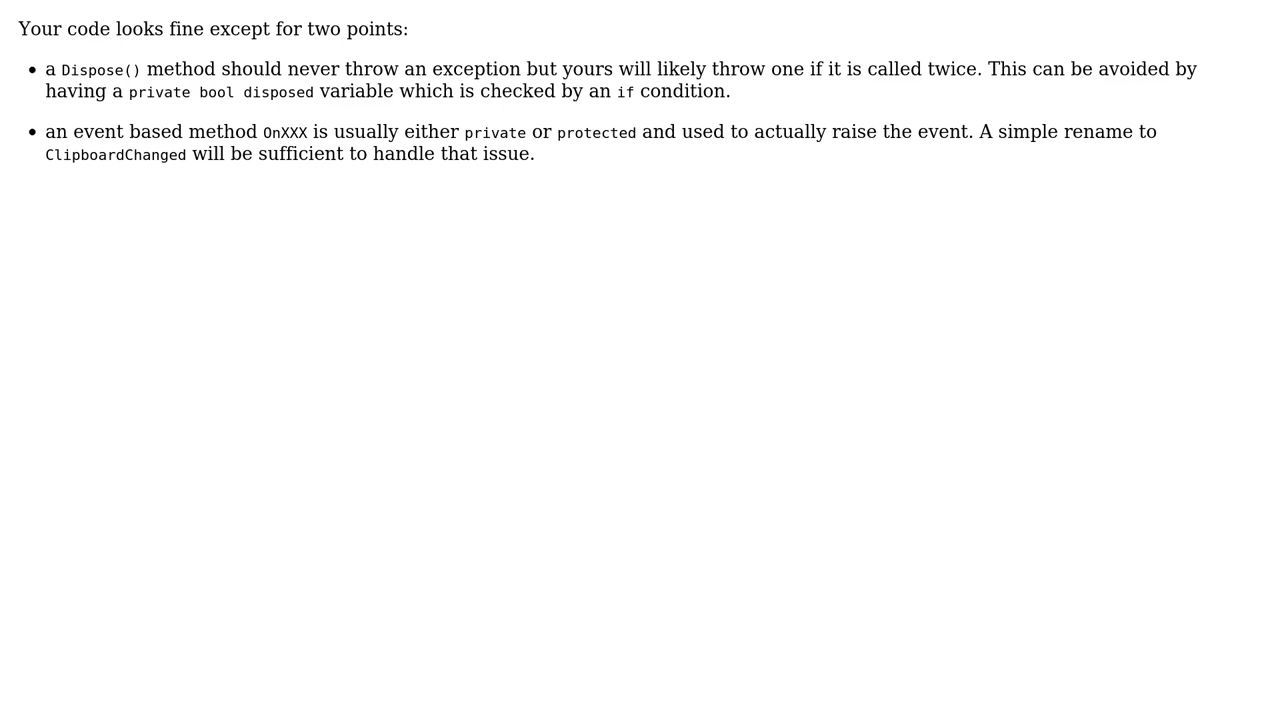 Your code looks fine except for two points:
• a Dispose() method should never throw an exception but yours will likely throw one if it is called twice. This can be avoided by
having a private bool disposed variable which is checked by an if condition.
• an event based method OnXXX is usually either private or protected and used to actually raise the event. A simple rename to
ClipboardChanged will be sufficient to handle that issue.